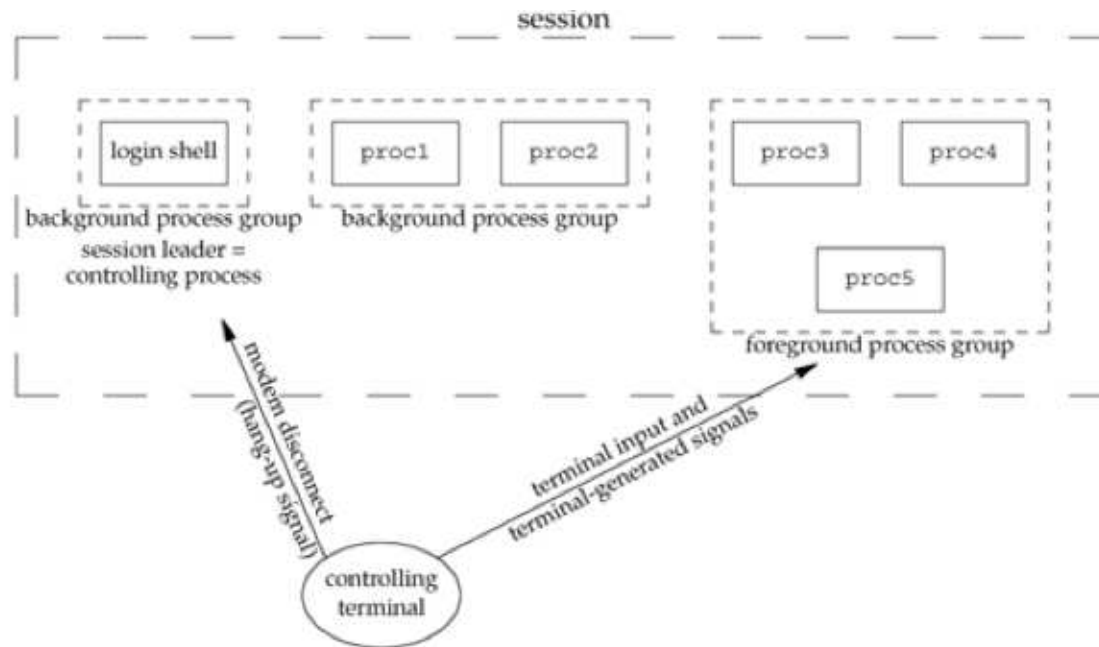 session
login shell
proc1
proc2
proc3
proc4
background process group
background process group
session leader =
controlling process
proc5
foreground process group
modem disconnect
(hang-up signal)
terminal input and
terminal-generated signals
controlling
terminal